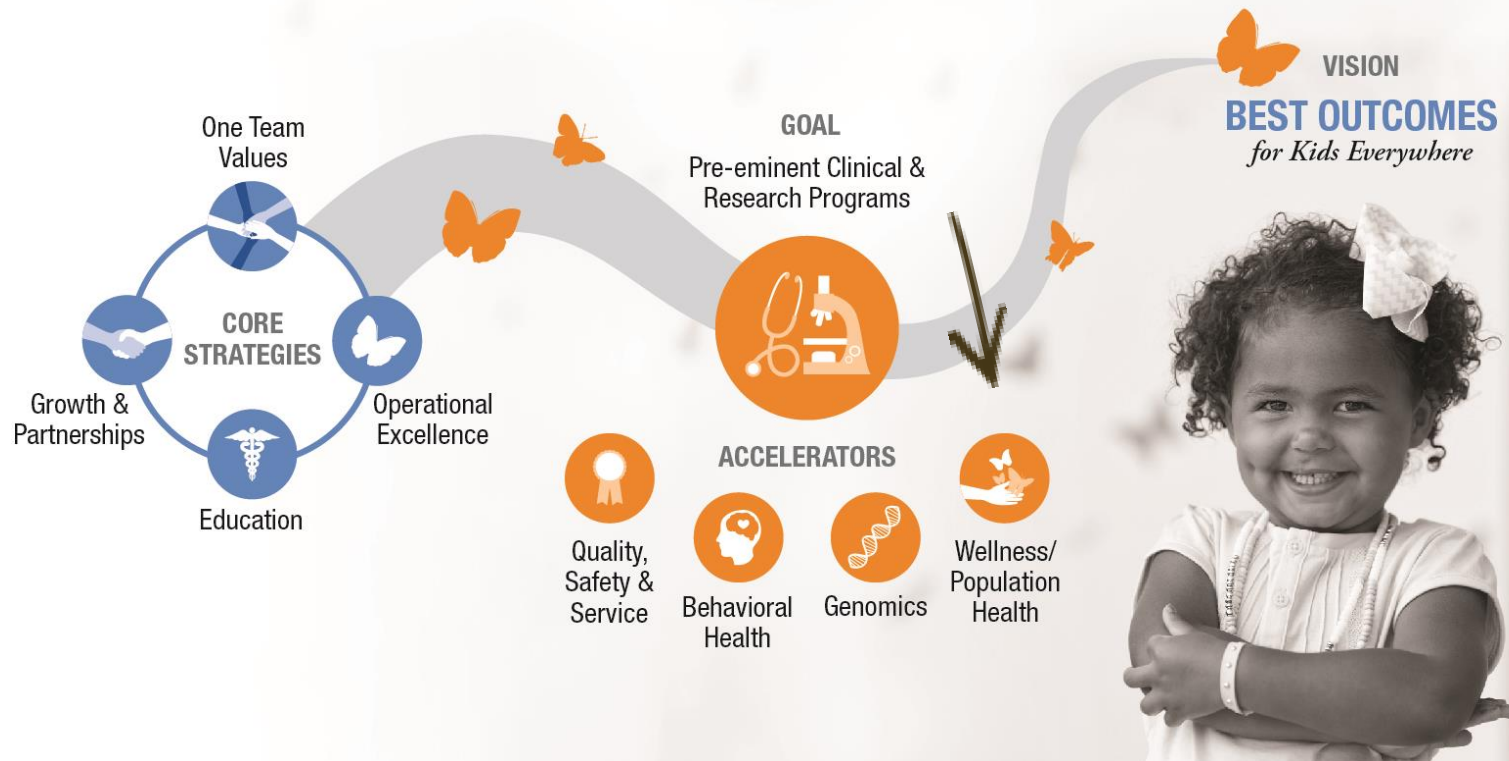 One Team
Values
CORE
STRATEGIES
Growth &
Partnerships
Operational
Excellence
Education
GOAL
Pre-eminent Clinical &
Research Programs
ACCELERATORS
Quality,
Safety &
Service
Behavioral
Health
Genomics
Wellness/
Population
Health
VISION
BEST OUTCOMES
for Kids Everywhere